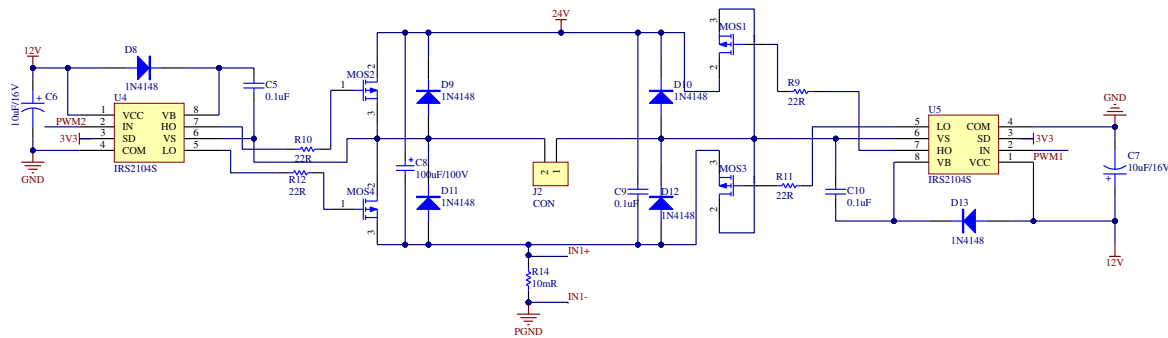 24V
3
MOS1
1
2
12V
D8
1N4148
C5
0.1uF
MOS2
2
1
3
D9
1N4148
D10
1N4148
R9
22R
C6
10uF/16V
U4
1 VCC VB 8
2 IN HO 7
3 SD VS 6
4 COM LO 5
IRS2104S
PWM2
3V3
GND
R10
22R
R12
22R
U5
5 LO COM 4
6 VS SD 3
7 HO IN 2
8 VB VCC 1
IRS2104S
3V3
PWM1
GND
C7
10uF/16V
C8
100uF/100V
2 1
J2
CON
MOS4
2
1
3
D11
1N4148
C9
0.1uF
D12
1N4148
3
MOS3
1
2
R11
22R
C10
0.1uF
D13
1N4148
12V
IN1+
R14
10mR
IN1-
PGND